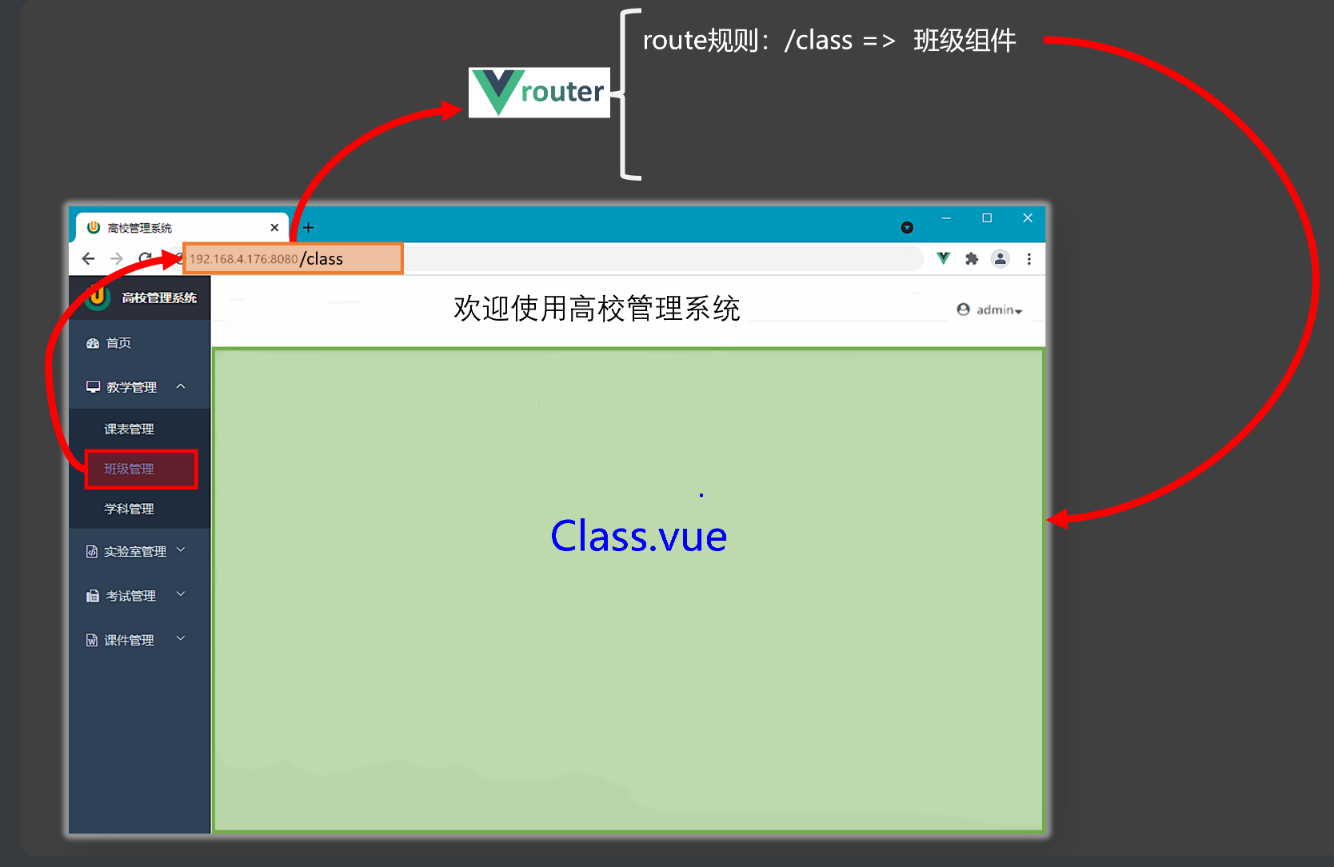 route规则：/class => 班级组件
router
高校管理系统
192.168.4.176:8080/class
高校管理系统
欢迎使用高校管理系统
admin
首页
教学管理
课表管理
班级管理
学科管理
实验室管理
考试管理
课件管理
Class.vue